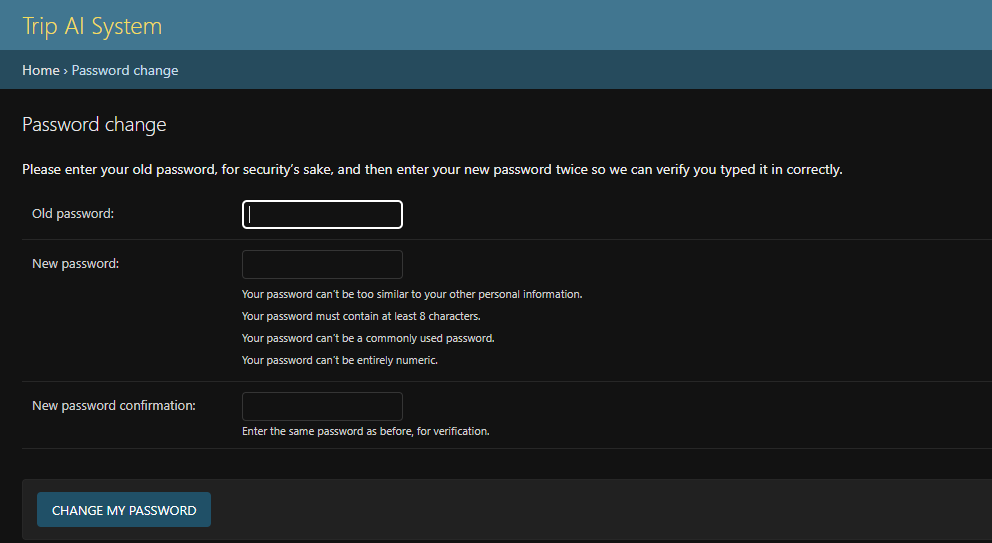 Trip AI System
Home › Password change
Password change
Please enter your old password, for security’s sake, and then enter your new password twice so we can verify you typed it in correctly.
Old password:
New password:
Your password can’t be too similar to your other personal information.
Your password must contain at least 8 characters.
Your password can’t be a commonly used password.
Your password can’t be entirely numeric.
New password confirmation:
Enter the same password as before, for verification.
CHANGE MY PASSWORD